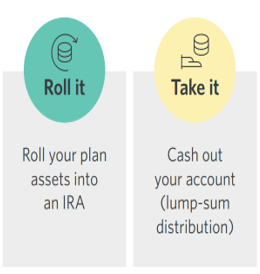 Roll it
Roll your plan
assets into
an IRA
Take it
Cash out
your account
(lump-sum
distribution)